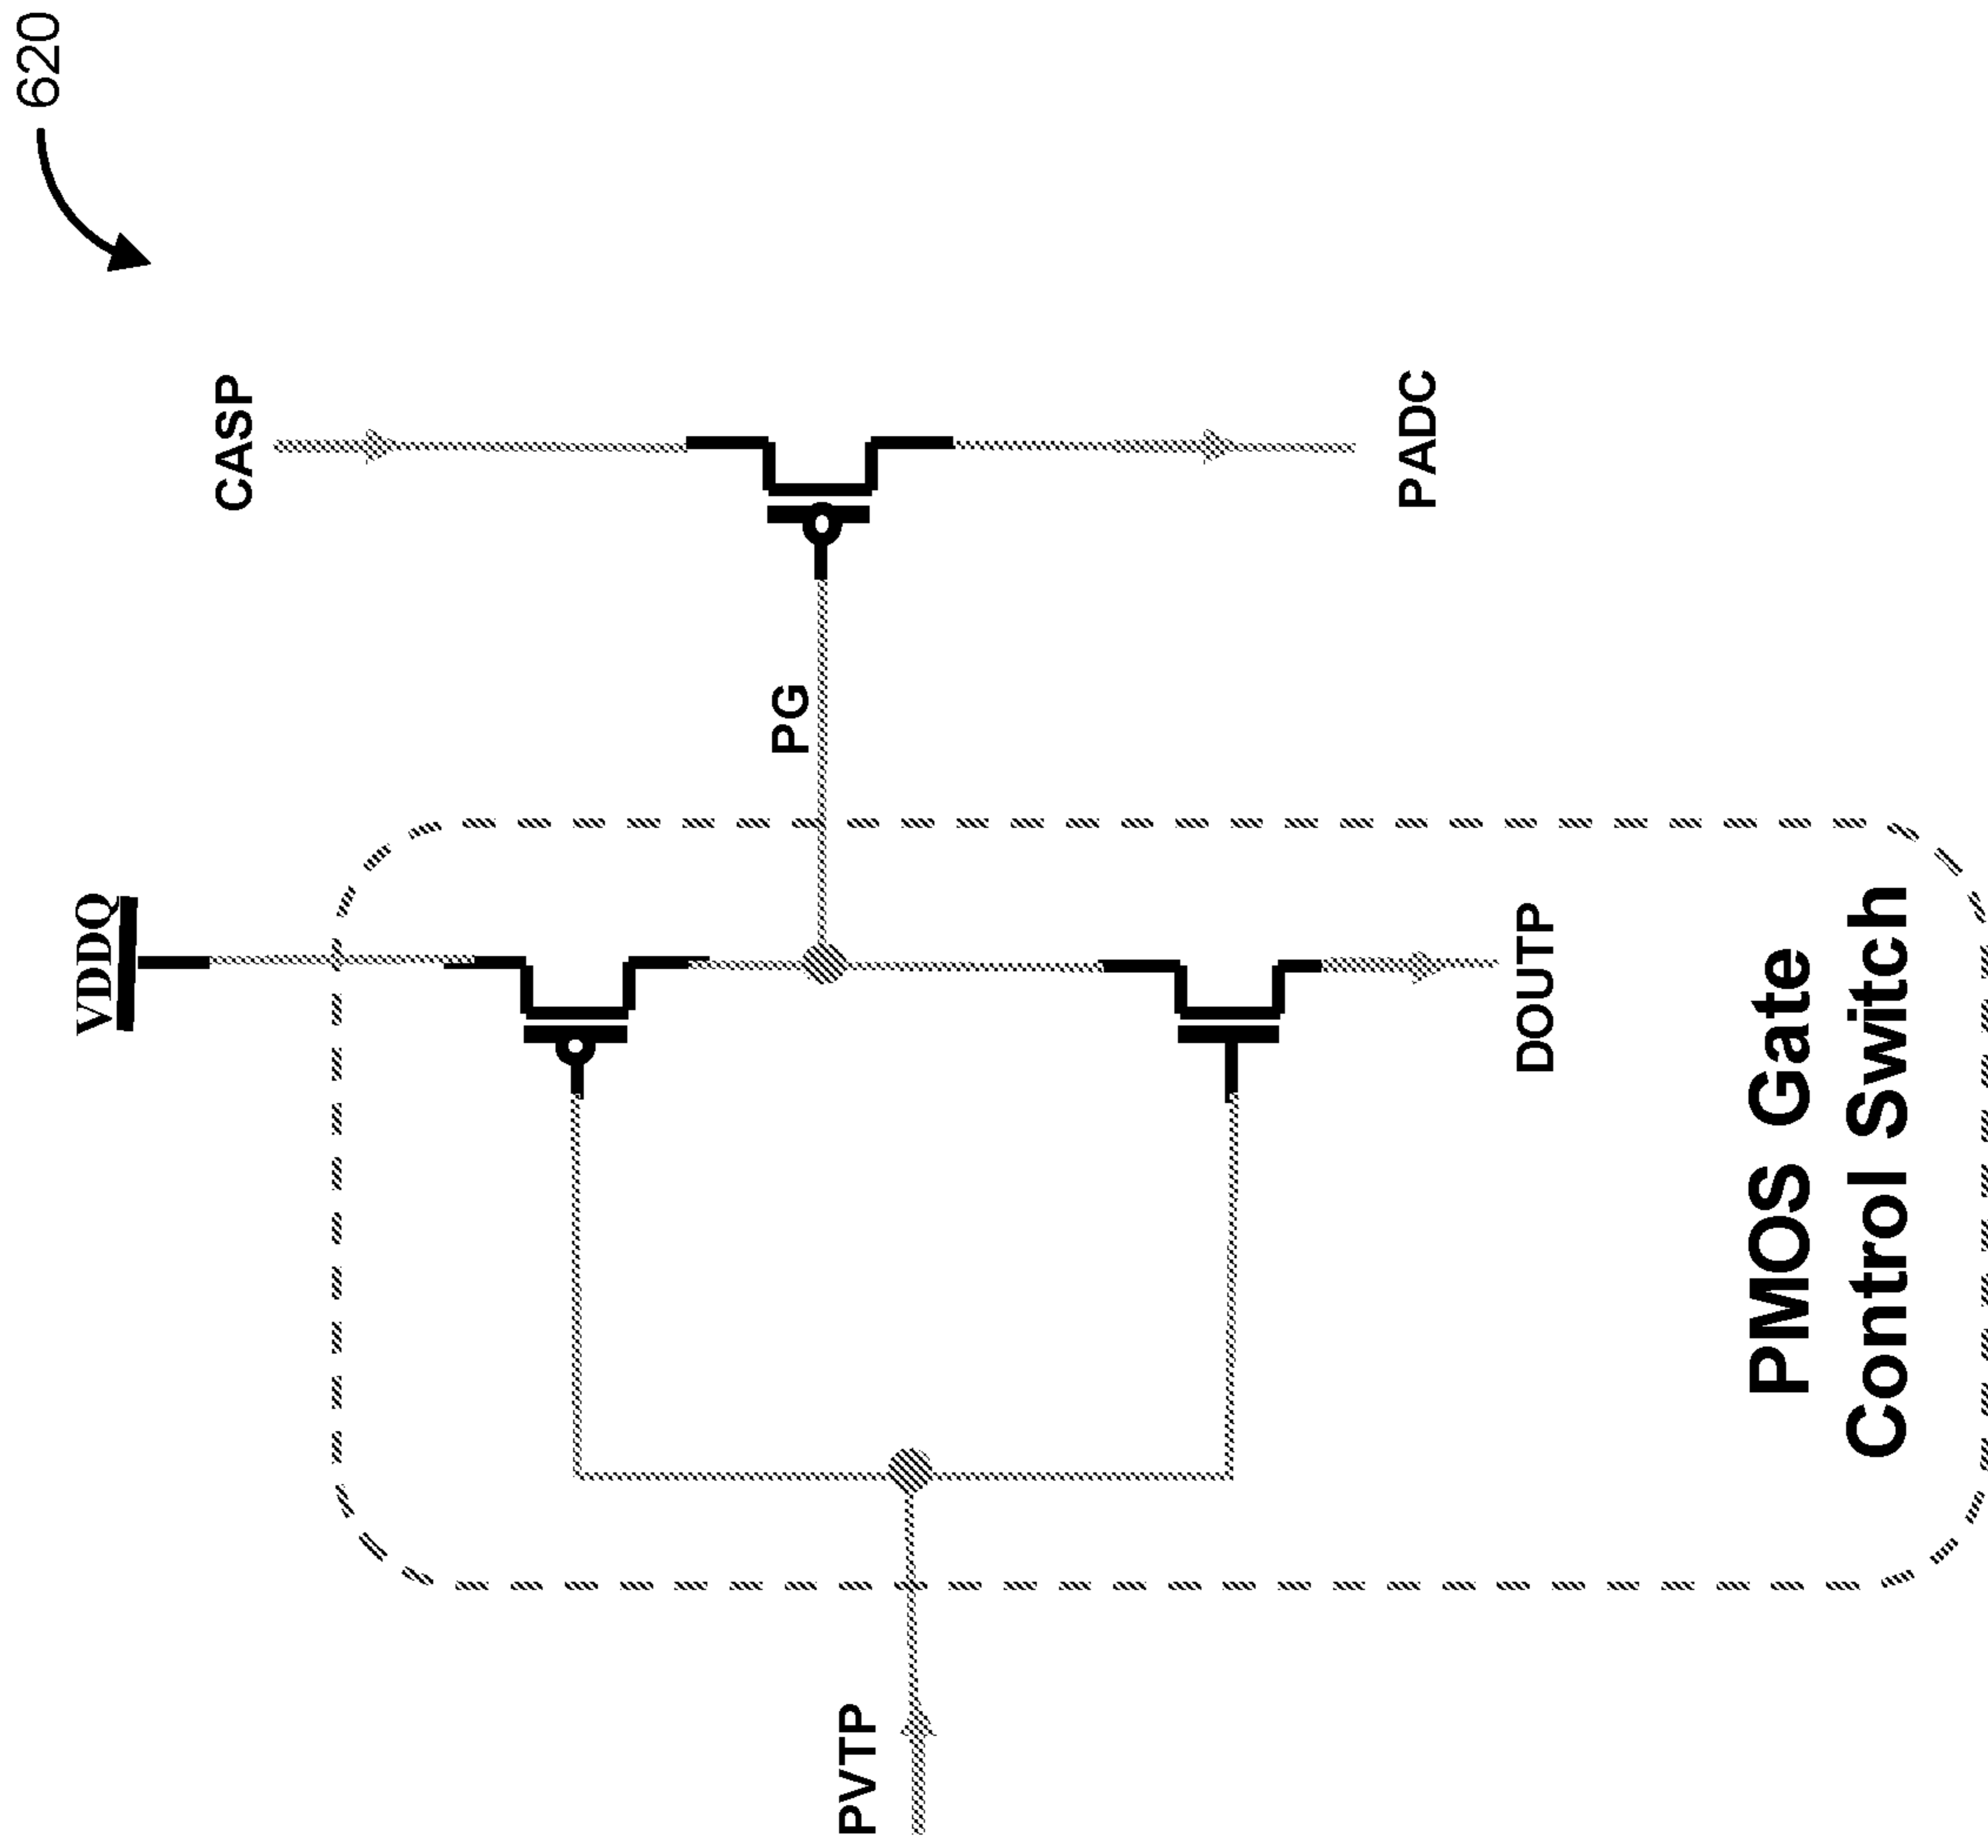 620
CASP
PADC
PG
VDDQ
DOUTP
PMOS Gate
Control Switch
PVTP